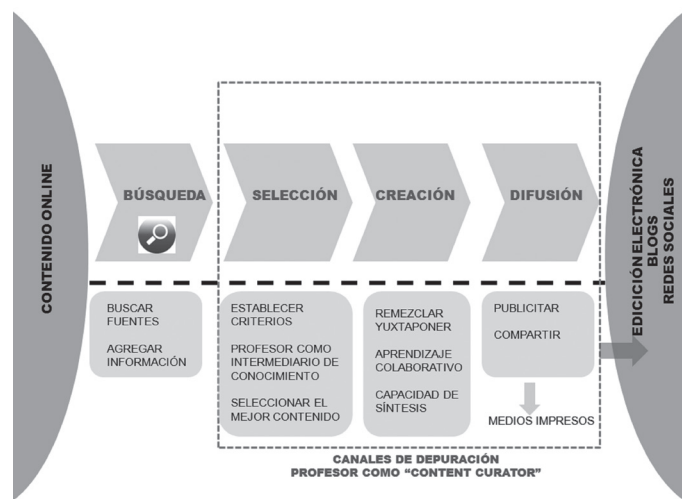 CONTENIDO ONLINE
BÚSQUEDA
SELECCIÓN
CREACIÓN
DIFUSIÓN
BUSCAR
FUENTES
AGREGAR
INFORMACIÓN
ESTABLECER
CRITERIOS
PROFESOR COMO
INTERMEDIARIO DE
CONOCIMIENTO
SELECCIONAR EL
MEJOR CONTENIDO
REMEZCLAR
YUXTAPONER
APRENDIZAJE
COLABORATIVO
CAPACIDAD DE
SÍNTESIS
PUBLICITAR
COMPARTIR
MEDIOS IMPRESOS
EDICICIÓN ELECTRÓNICA
BLOGS
REDES SOCIALES
CANALES DE DEPURACIÓN
PROFESOR COMO “CONTENT CURATOR”